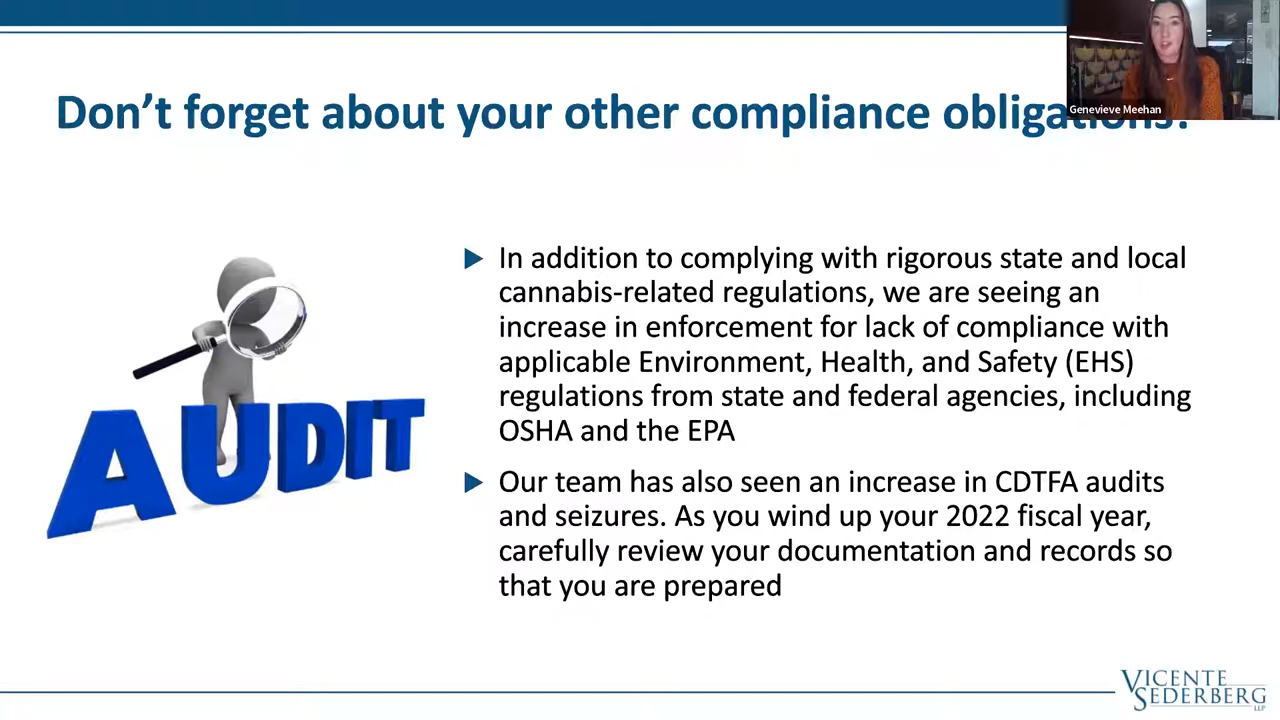 Genevieve Meehan
Don't forget about your other compliance
In addition to complying with rigorous state and local
cannabis-related regulations, we are seeing an
increase in enforcement for lack of compliance with
applicable Environment, Health, and Safety (EHS)
regulations from state and federal agencies, including
OSHA and the EPA
AUDIT
Our team has also seen an increase in CDTFA audits
and seizures. As you wind up your 2022 fiscal year,
carefully review your documentation and records so
that you are prepared
VICENTE
SEDERBERG
LLP